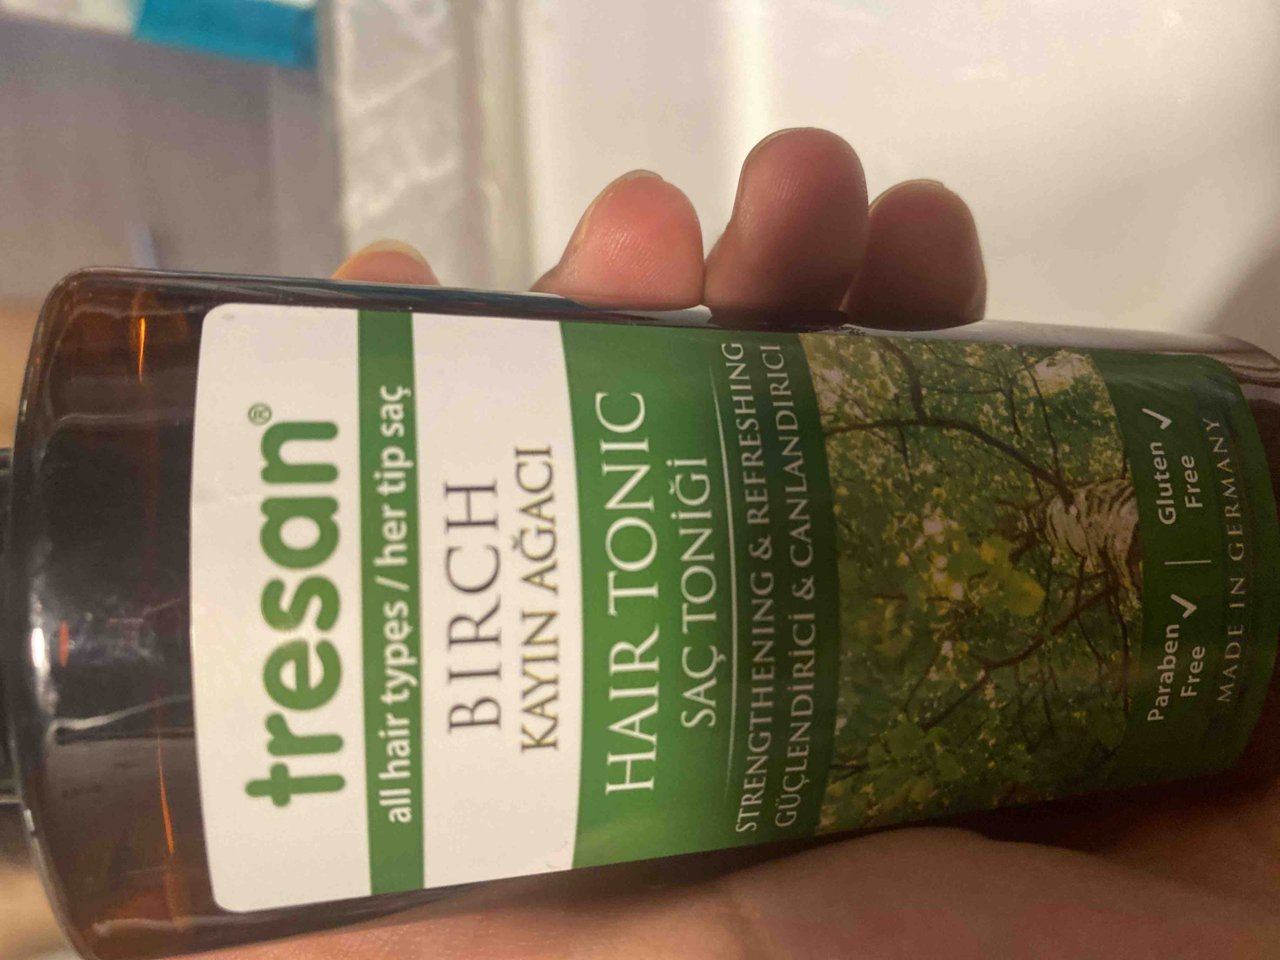 tresan®
all hair types / her tip saç
BIRCH
KAYIN AĞACI
HAIR TONIC
SAÇ TONİĞİ
STRENGTHENING & REFRESHING
GÜÇLENDİRİCİ & CANLANDIRICI
Paraben Free ✓ | Gluten Free ✓
MADE IN GERMANY